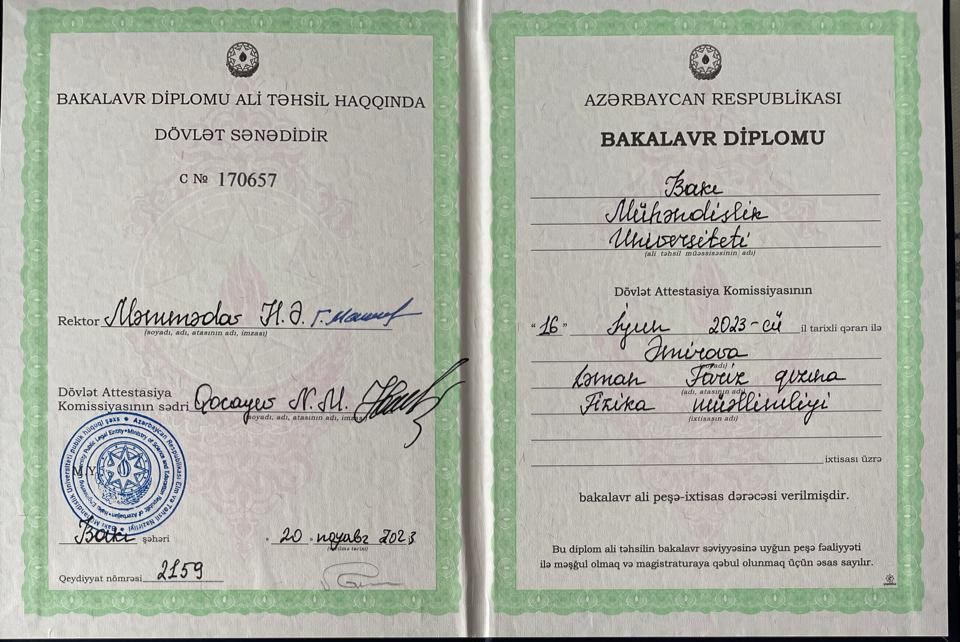 BAKALAVR DİPLOMU ALİ TƏHSİL HAQQINDA
DÖVLƏT SƏNƏDİDİR
C № 170657
Rektor Məmmədov H.Ə.
(soyadı, adı, atasının adı, imzası)
Dövlət Attestasiya
Komissiyasının sədri Qocayev N.M.
(soyadı, adı, atasının adı, imzası)
M.Y.
Bakı şəhəri
" 20 " noyabr 2023
(verilmə tarixi)
Qeydiyyat nömrəsi 2159
AZƏRBAYCAN RESPUBLİKASI
BAKALAVR DİPLOMU
Bakı
Mühəndislik
Universiteti
(ali təhsil müəssisəsinin adı)
Dövlət Attestasiya Komissiyasının
"16" İyun 2023-cü il tarixli qərarı ilə
Əmirova
(soyadı)
Ləman Fariz qızına
(adı, atasının adı)
Fizika müəllimliyi
(ixtisasın adı)
ixtisası üzrə
bakalavr ali peşə-ixtisas dərəcəsi verilmişdir.
Bu diplom ali təhsilin bakalavr səviyyəsinə uyğun peşə fəaliyyəti
ilə məşğul olmaq və magistraturaya qəbul olunmaq üçün əsas sayılır.